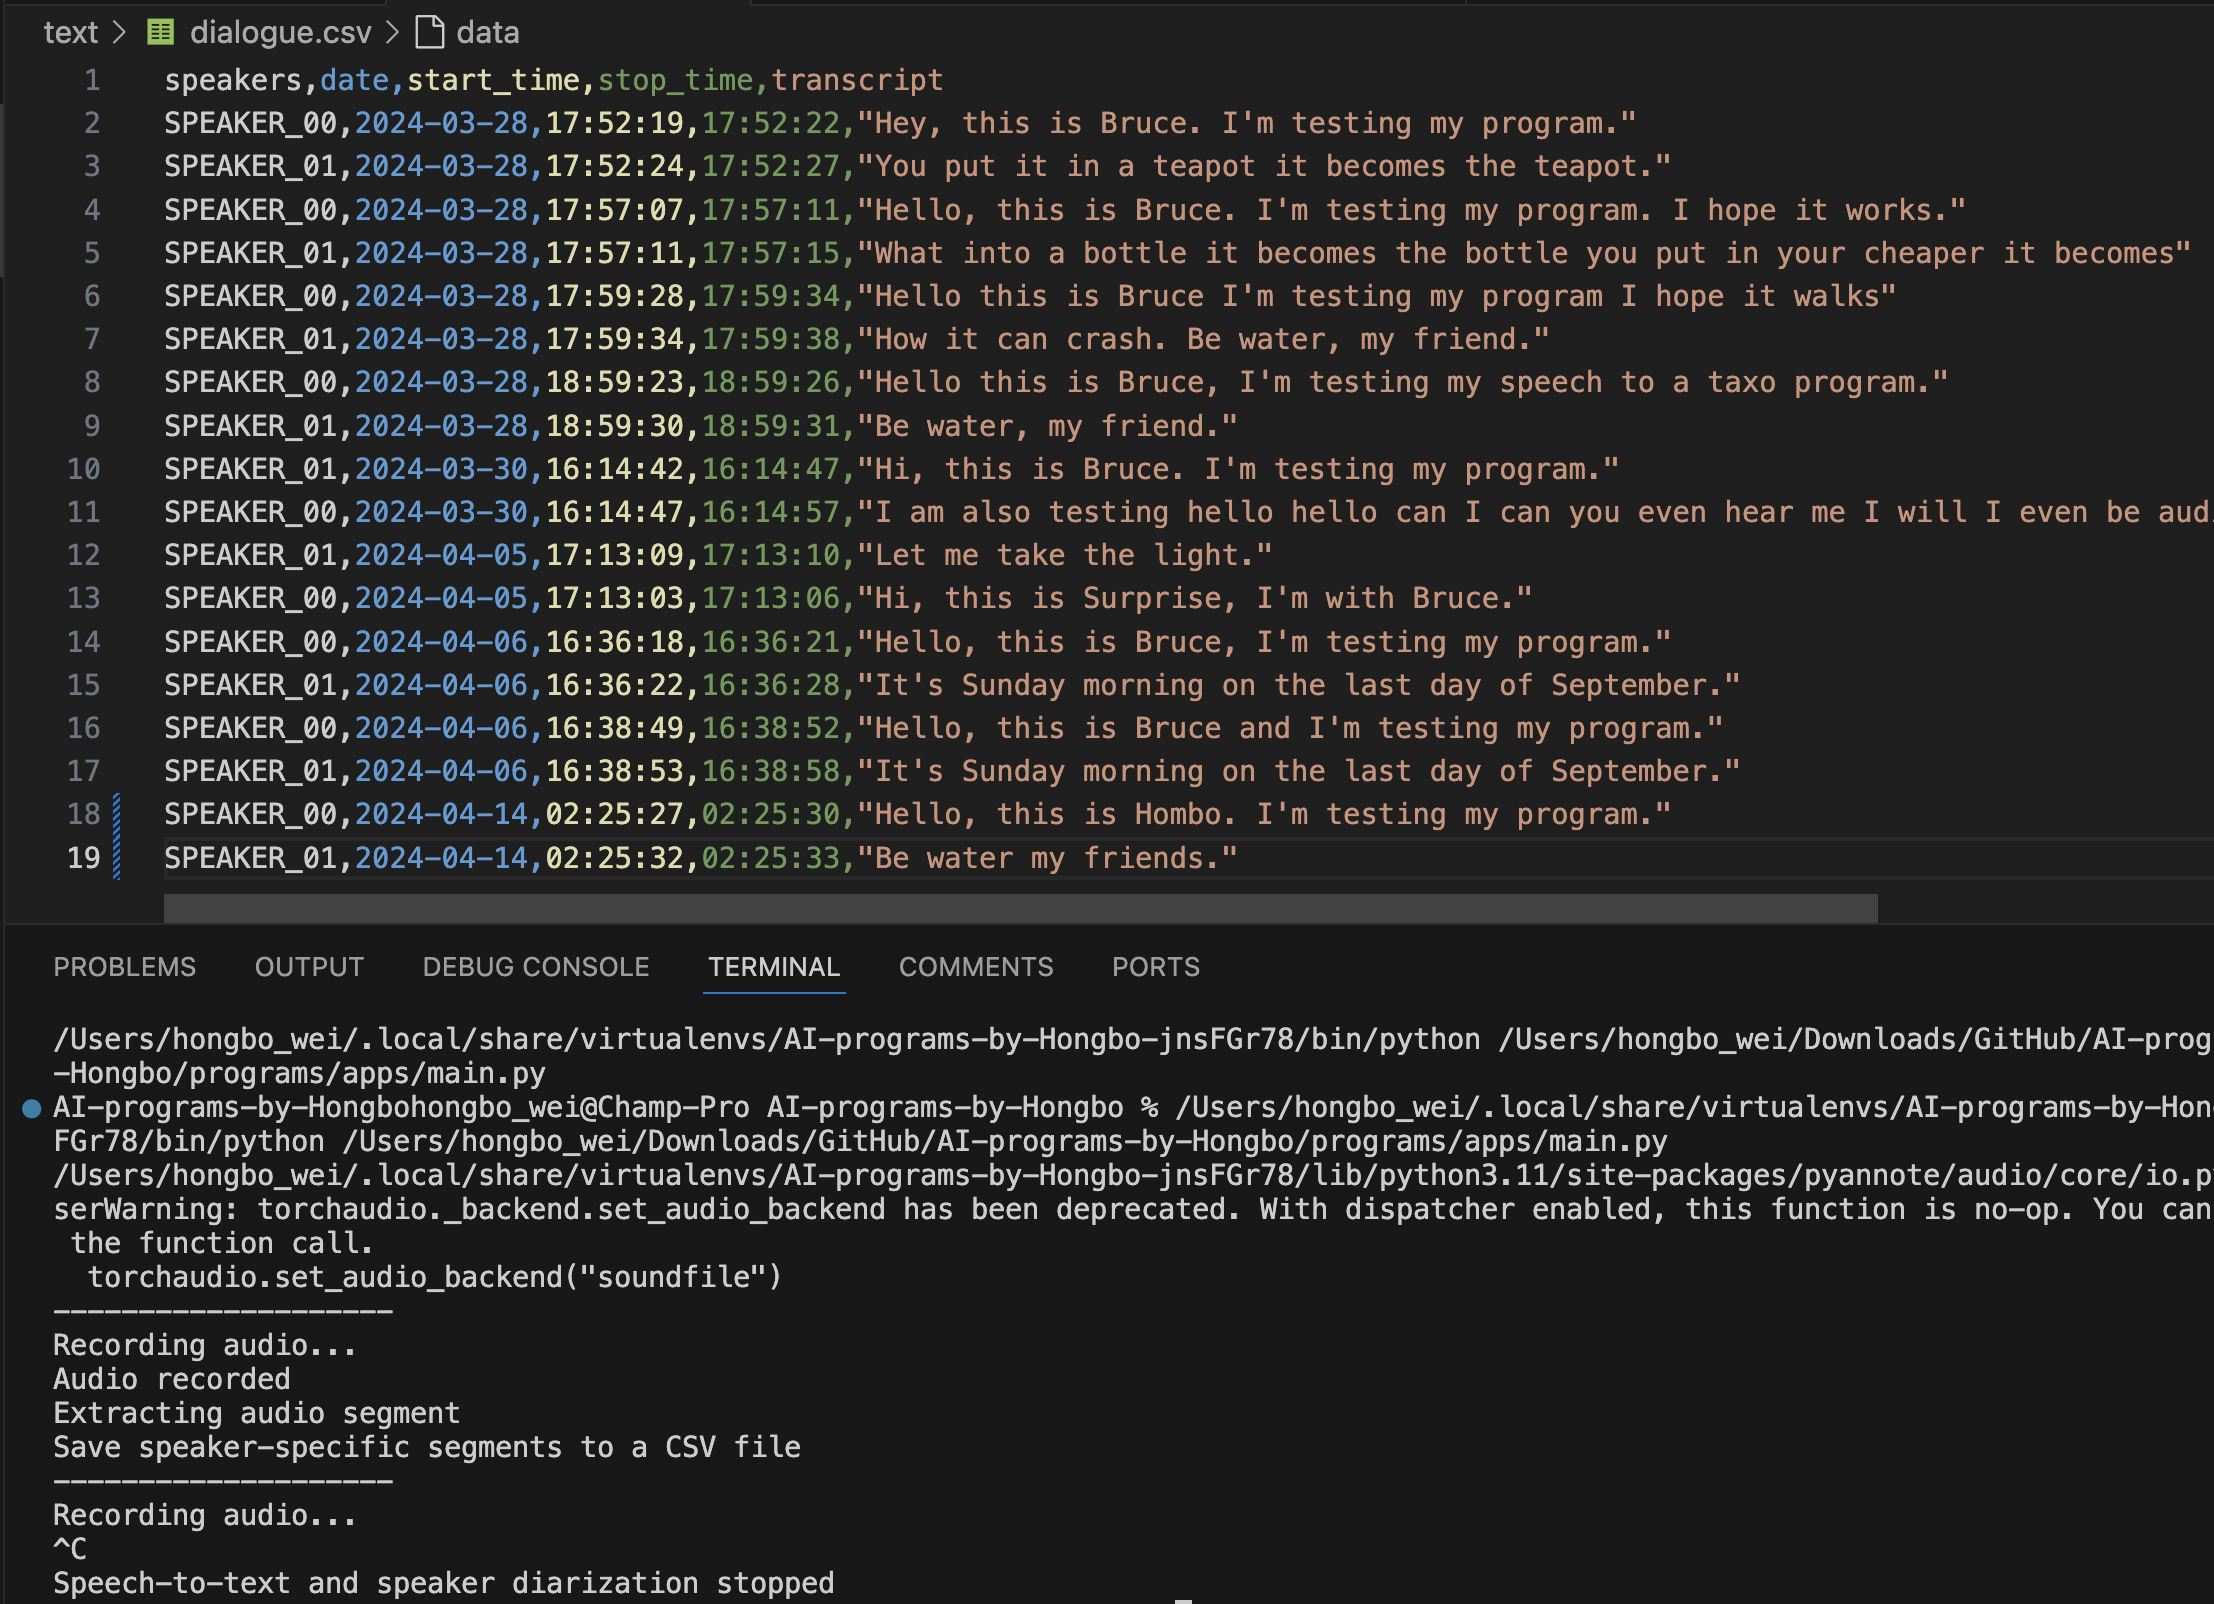 text > dialogue.csv > data
1 speakers,date,start_time,stop_time,transcript
2 SPEAKER_00,2024-03-28,17:52:19,17:52:22,"Hey, this is Bruce. I'm testing my program."
3 SPEAKER_01,2024-03-28,17:52:24,17:52:27,"You put it in a teapot it becomes the teapot."
4 SPEAKER_00,2024-03-28,17:57:07,17:57:11,"Hello, this is Bruce. I'm testing my program. I hope it works."
5 SPEAKER_01,2024-03-28,17:57:11,17:57:15,"What into a bottle it becomes the bottle you put in your cheaper it becomes"
6 SPEAKER_00,2024-03-28,17:59:28,17:59:34,"Hello this is Bruce I'm testing my program I hope it walks"
7 SPEAKER_01,2024-03-28,17:59:34,17:59:38,"How it can crash. Be water, my friend."
8 SPEAKER_00,2024-03-28,18:59:23,18:59:26,"Hello this is Bruce, I'm testing my speech to a taxo program."
9 SPEAKER_01,2024-03-28,18:59:30,18:59:31,"Be water, my friend."
10 SPEAKER_01,2024-03-30,16:14:42,16:14:47,"Hi, this is Bruce. I'm testing my program."
11 SPEAKER_00,2024-03-30,16:14:47,16:14:57,"I am also testing hello hello can I can you even hear me I will I even be aud
12 SPEAKER_01,2024-04-05,17:13:09,17:13:10,"Let me take the light."
13 SPEAKER_00,2024-04-05,17:13:03,17:13:06,"Hi, this is Surprise, I'm with Bruce."
14 SPEAKER_00,2024-04-06,16:36:18,16:36:21,"Hello, this is Bruce, I'm testing my program."
15 SPEAKER_01,2024-04-06,16:36:22,16:36:28,"It's Sunday morning on the last day of September."
16 SPEAKER_00,2024-04-06,16:38:49,16:38:52,"Hello, this is Bruce and I'm testing my program."
17 SPEAKER_01,2024-04-06,16:38:53,16:38:58,"It's Sunday morning on the last day of September."
18 SPEAKER_00,2024-04-14,02:25:27,02:25:30,"Hello, this is Hombo. I'm testing my program."
19 SPEAKER_01,2024-04-14,02:25:32,02:25:33,"Be water my friends."
PROBLEMS OUTPUT DEBUG CONSOLE TERMINAL COMMENTS PORTS
/Users/hongbo_wei/.local/share/virtualenvs/AI-programs-by-Hongbo-jnsFGr78/bin/python /Users/hongbo_wei/Downloads/GitHub/AI-prog
-Hongbo/programs/apps/main.py
AI-programs-by-Hongbohongbo_wei@Champ-Pro AI-programs-by-Hongbo % /Users/hongbo_wei/.local/share/virtualenvs/AI-programs-by-Hon
FGr78/bin/python /Users/hongbo_wei/Downloads/GitHub/AI-programs-by-Hongbo/programs/apps/main.py
/Users/hongbo_wei/.local/share/virtualenvs/AI-programs-by-Hongbo-jnsFGr78/lib/python3.11/site-packages/pyannote/audio/core/io.p
serWarning: torchaudio._backend.set_audio_backend has been deprecated. With dispatcher enabled, this function is no-op. You can
the function call.
torchaudio.set_audio_backend("soundfile")
--------------------
Recording audio...
Audio recorded
Extracting audio segment
Save speaker-specific segments to a CSV file
--------------------
Recording audio...
^C
Speech-to-text and speaker diarization stopped